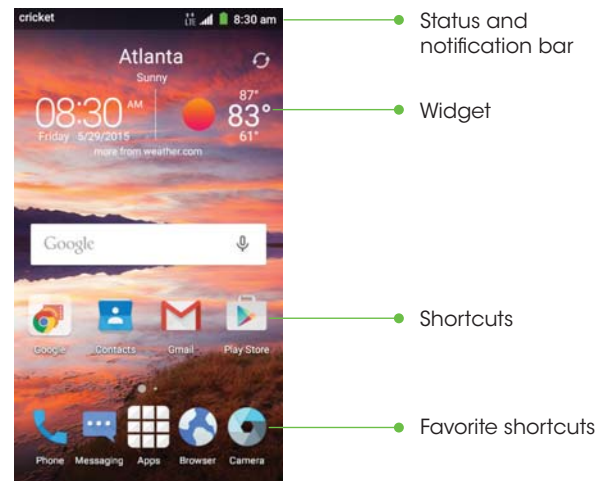 cricket LTE 8:30 am
Status and
notification bar
Atlanta
Sunny
08:30 AM
Friday 5/29/2015
87°
83°
61°
more from weather.com
Widget
Google
Google Contacts Gmail Play Store
Shortcuts
Phone Messaging Apps Browser Camera
Favorite shortcuts